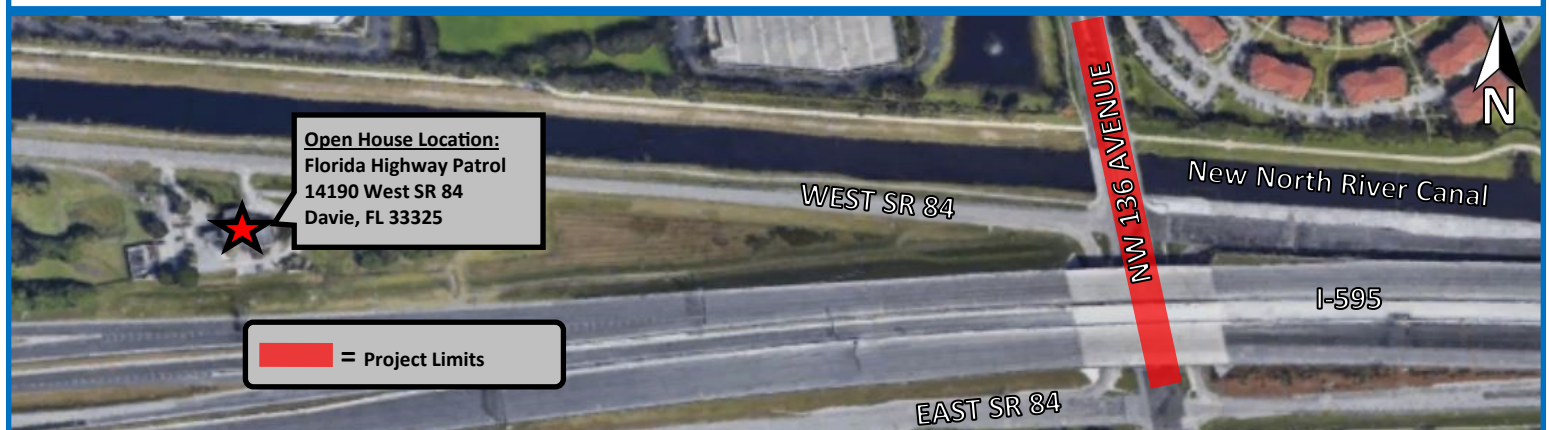 Open House Location:
Florida Highway Patrol
14190 West SR 84
Davie, FL 33325
WEST SR 84
NW 136 AVENUE
New North River Canal
N
I-595
= Project Limits
EAST SR 84